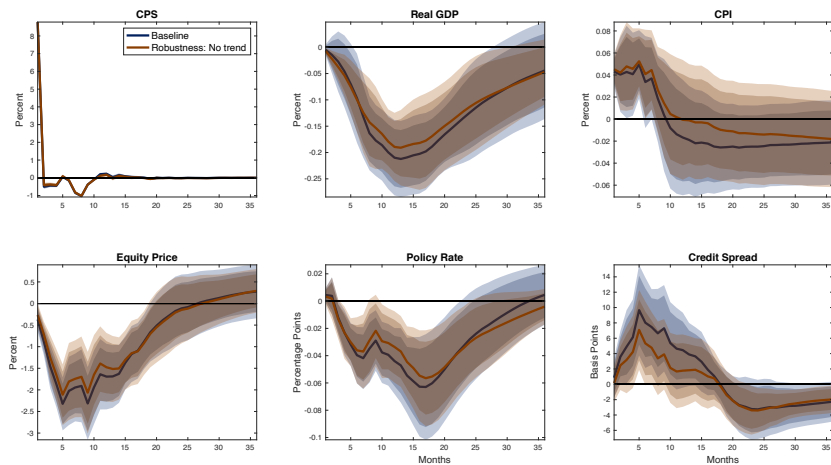 CPS
Percent
8
7
6
5
4
3
2
1
0
-1
5 10 15 20 25 30 35
Baseline
Robustness: No trend
Real GDP
Percent
0
-0.05
-0.1
-0.15
-0.2
-0.25
5 10 15 20 25 30 35
CPI
Percent
0.08
0.06
0.04
0.02
0
-0.02
-0.04
-0.06
5 10 15 20 25 30 35
Equity Price
Percent
0.5
0
-0.5
-1
-1.5
-2
-2.5
-3
5 10 15 20 25 30 35
Policy Rate
Percentage Points
0.02
0
-0.02
-0.04
-0.06
-0.08
-0.1
5 10 15 20 25 30 35
Months
Credit Spread
Basis Points
14
12
10
8
6
4
2
0
-2
-4
-6
5 10 15 20 25 30 35
Months